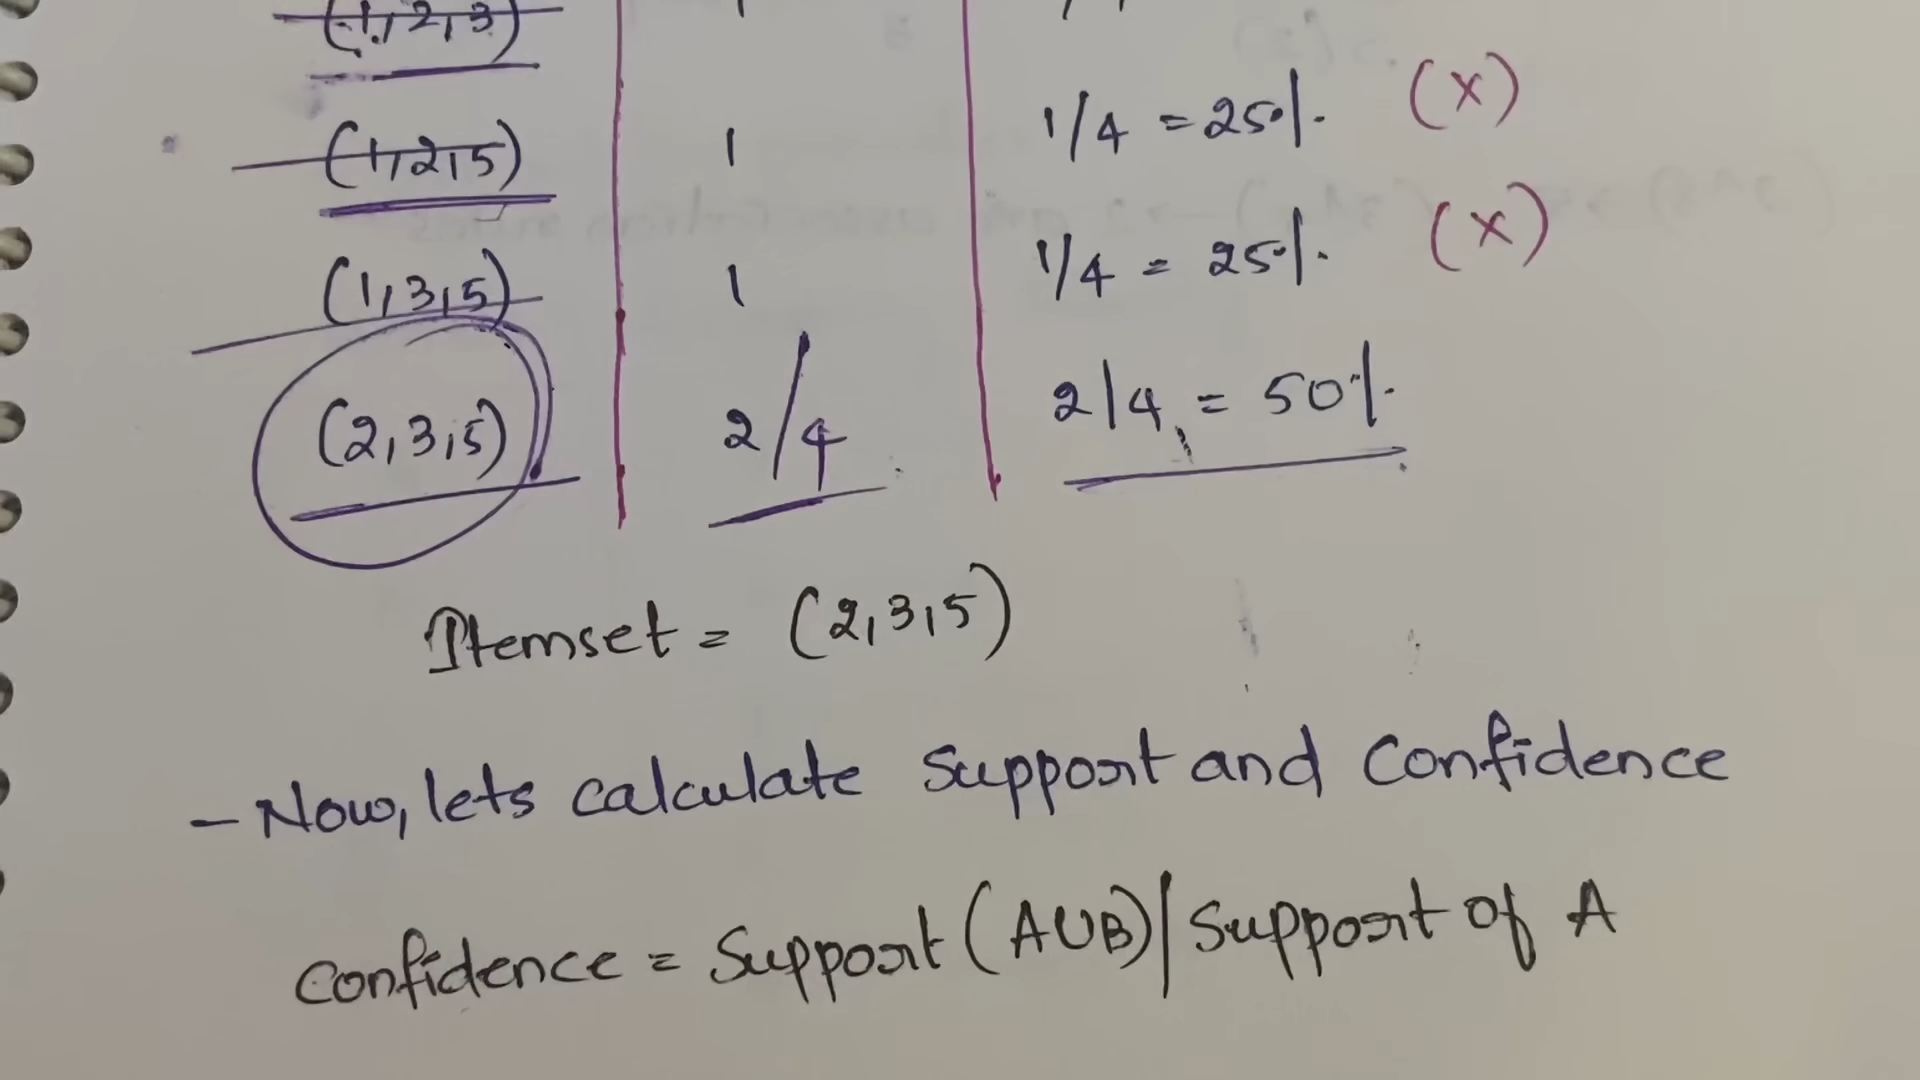 (1,2,3) 1
(1,2,5) 1 1/4 = 25% (x)
(1,3,5) 1 1/4 = 25% (x)
(2,3,5) 2/4 2/4 = 50%
Itemset = (2,3,5)
- Now, lets calculate support and confidence
confidence = Support (AUB)/Support of A